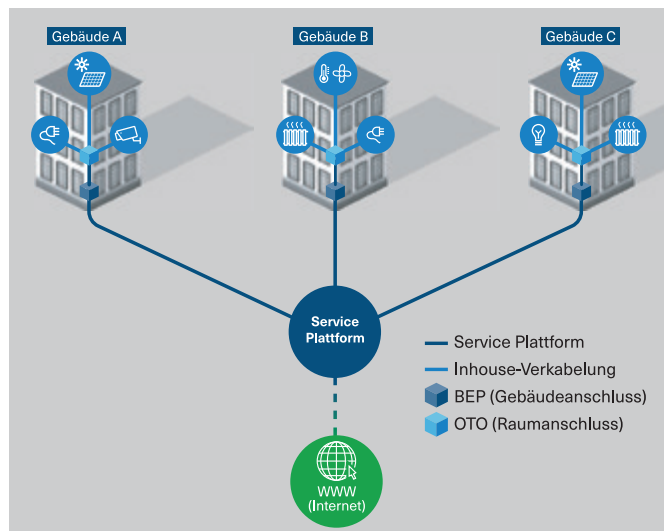 Gebäude A
Gebäude B
Gebäude C
Service
Plattform
Service Plattform
Inhouse-Verkabelung
BEP (Gebäudeanschluss)
OTO (Raumanschluss)
WWW
(Internet)